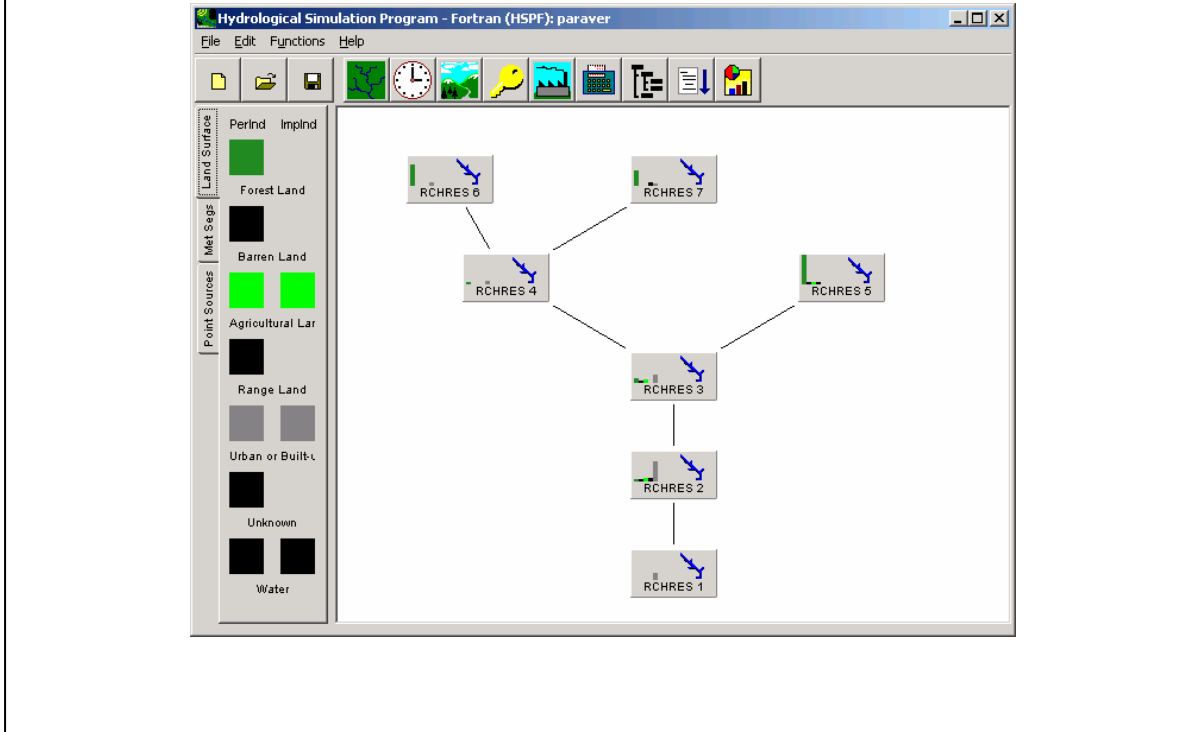 Hydrological Simulation Program - Fortran (HSPF): paraver
File Edit Functions Help
Land Surface
Met Segs
Point Sources
PerInd ImpInd
Forest Land
Barren Land
Agricultural Lar
Range Land
Urban or Built-u
Unknown
Water
RCHRES 6
RCHRES 7
RCHRES 4
RCHRES 5
RCHRES 3
RCHRES 2
RCHRES 1